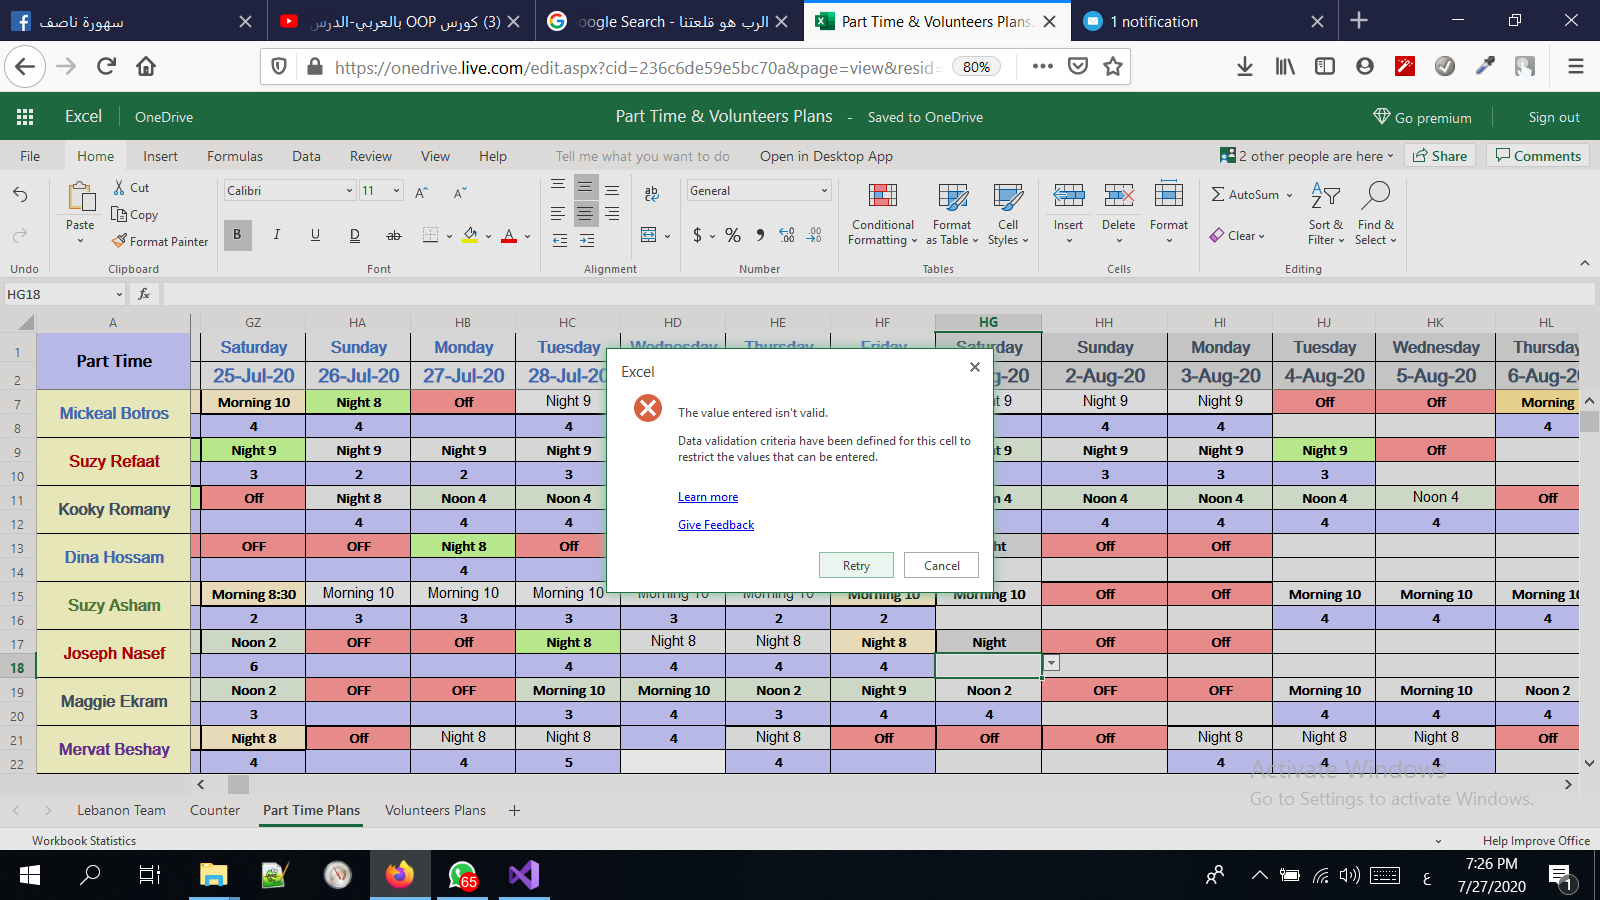 سهورة ناصف
(3) كورس OOP بالعربي-الدرس
الرب هو قلعتنا - oogle Search
Part Time & Volunteers Plans.
1 notification
https://onedrive.live.com/edit.aspx?cid=236c6de59e5bc70a&page=view&resid=
80%
Excel
OneDrive
Part Time & Volunteers Plans - Saved to OneDrive
Go premium
Sign out
File Home Insert Formulas Data Review View Help Tell me what you want to do Open in Desktop App
2 other people are here
Share
Comments
Paste
Cut
Copy
Format Painter
Calibri 11
B I U D ab
ab
General
$ % 9 .00 .00
Conditional Formatting
Format as Table
Cell Styles
Insert Delete Format
AutoSum
Clear
Sort & Filter
Find & Select
Undo Clipboard Font Alignment Number Tables Cells Editing
HG18 fx
A GZ HA HB HC HD HE HF HG HH HI HJ HK HL
1 Part Time Saturday Sunday Monday Tuesday Wednesday Thursday Friday Saturday Sunday Monday Tuesday Wednesday Thursday
2 25-Jul-20 26-Jul-20 27-Jul-20 28-Jul-20 g-20 2-Aug-20 3-Aug-20 4-Aug-20 5-Aug-20 6-Aug-2
7 Mickeal Botros Morning 10 Night 8 Off Night 9 t 9 Night 9 Night 9 Off Off Morning
8 4 4 4 4 4 4
9 Suzy Refaat Night 9 Night 9 Night 9 Night 9 t 9 Night 9 Night 9 Night 9 Off
10 3 2 2 3 3 3 3
11 Kooky Romany Off Night 8 Noon 4 Noon 4 n 4 Noon 4 Noon 4 Noon 4 Noon 4 Off
12 4 4 4 4 4 4 4
13 Dina Hossam OFF OFF Night 8 Off ht Off Off
14 4
15 Suzy Asham Morning 8:30 Morning 10 Morning 10 Morning 10 Morning 10 Morning 10 Morning 10 Morning 10 Off Off Morning 10 Morning 10 Morning 10
16 2 3 3 3 3 2 2 4 4 4
17 Joseph Nasef Noon 2 OFF Off Night 8 Night 8 Night 8 Night 8 Night Off Off
18 6 4 4 4 4
19 Maggie Ekram Noon 2 OFF OFF Morning 10 Morning 10 Noon 2 Night 9 Noon 2 OFF OFF Morning 10 Morning 10 Noon 2
20 3 3 4 3 4 4 4 4 4
21 Mervat Beshay Night 8 Off Night 8 Night 8 4 Night 8 Off Off Off Night 8 Night 8 Night 8 Off
22 4 4 5 4 4 4 4
Excel
The value entered isn't valid.
Data validation criteria have been defined for this cell to
restrict the values that can be entered.
Learn more
Give Feedback
Retry Cancel
Activate Windows
Go to Settings to activate Windows.
Lebanon Team Counter Part Time Plans Volunteers Plans
Workbook Statistics
Help Improve Office
65
ع
7:26 PM
7/27/2020
1